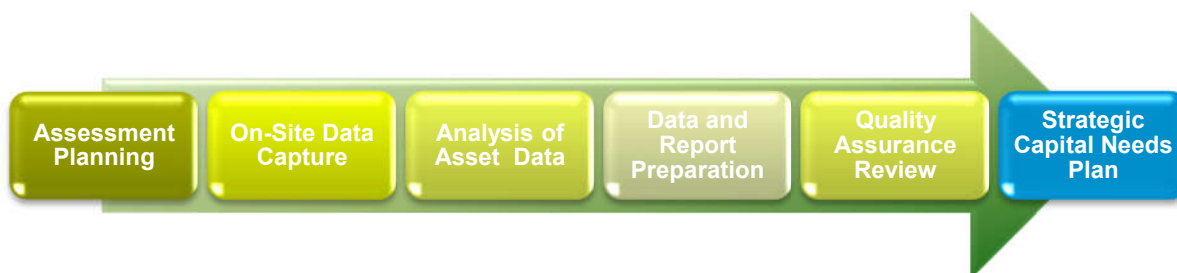 Assessment
Planning
On-Site Data
Capture
Analysis of
Asset Data
Data and
Report
Preparation
Quality
Assurance
Review
Strategic
Capital Needs
Plan